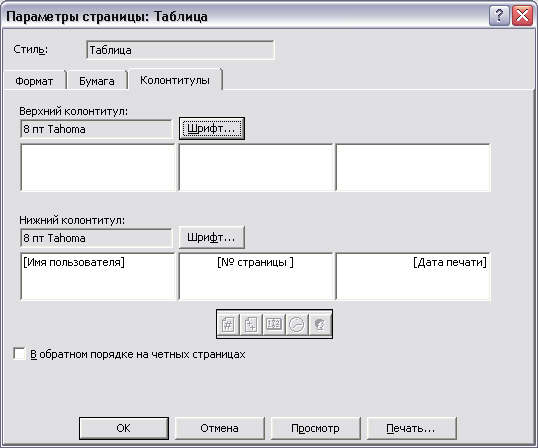 Параметры страницы: Таблица
Стиль: Таблица
Формат Бумага Колонтитулы
Верхний колонтитул:
8 пт Tahoma Шрифт...
Нижний колонтитул:
8 пт Tahoma Шрифт...
[Имя пользователя] [№ страницы ] [Дата печати]
В обратном порядке на четных страницах
ОК Отмена Просмотр Печать...